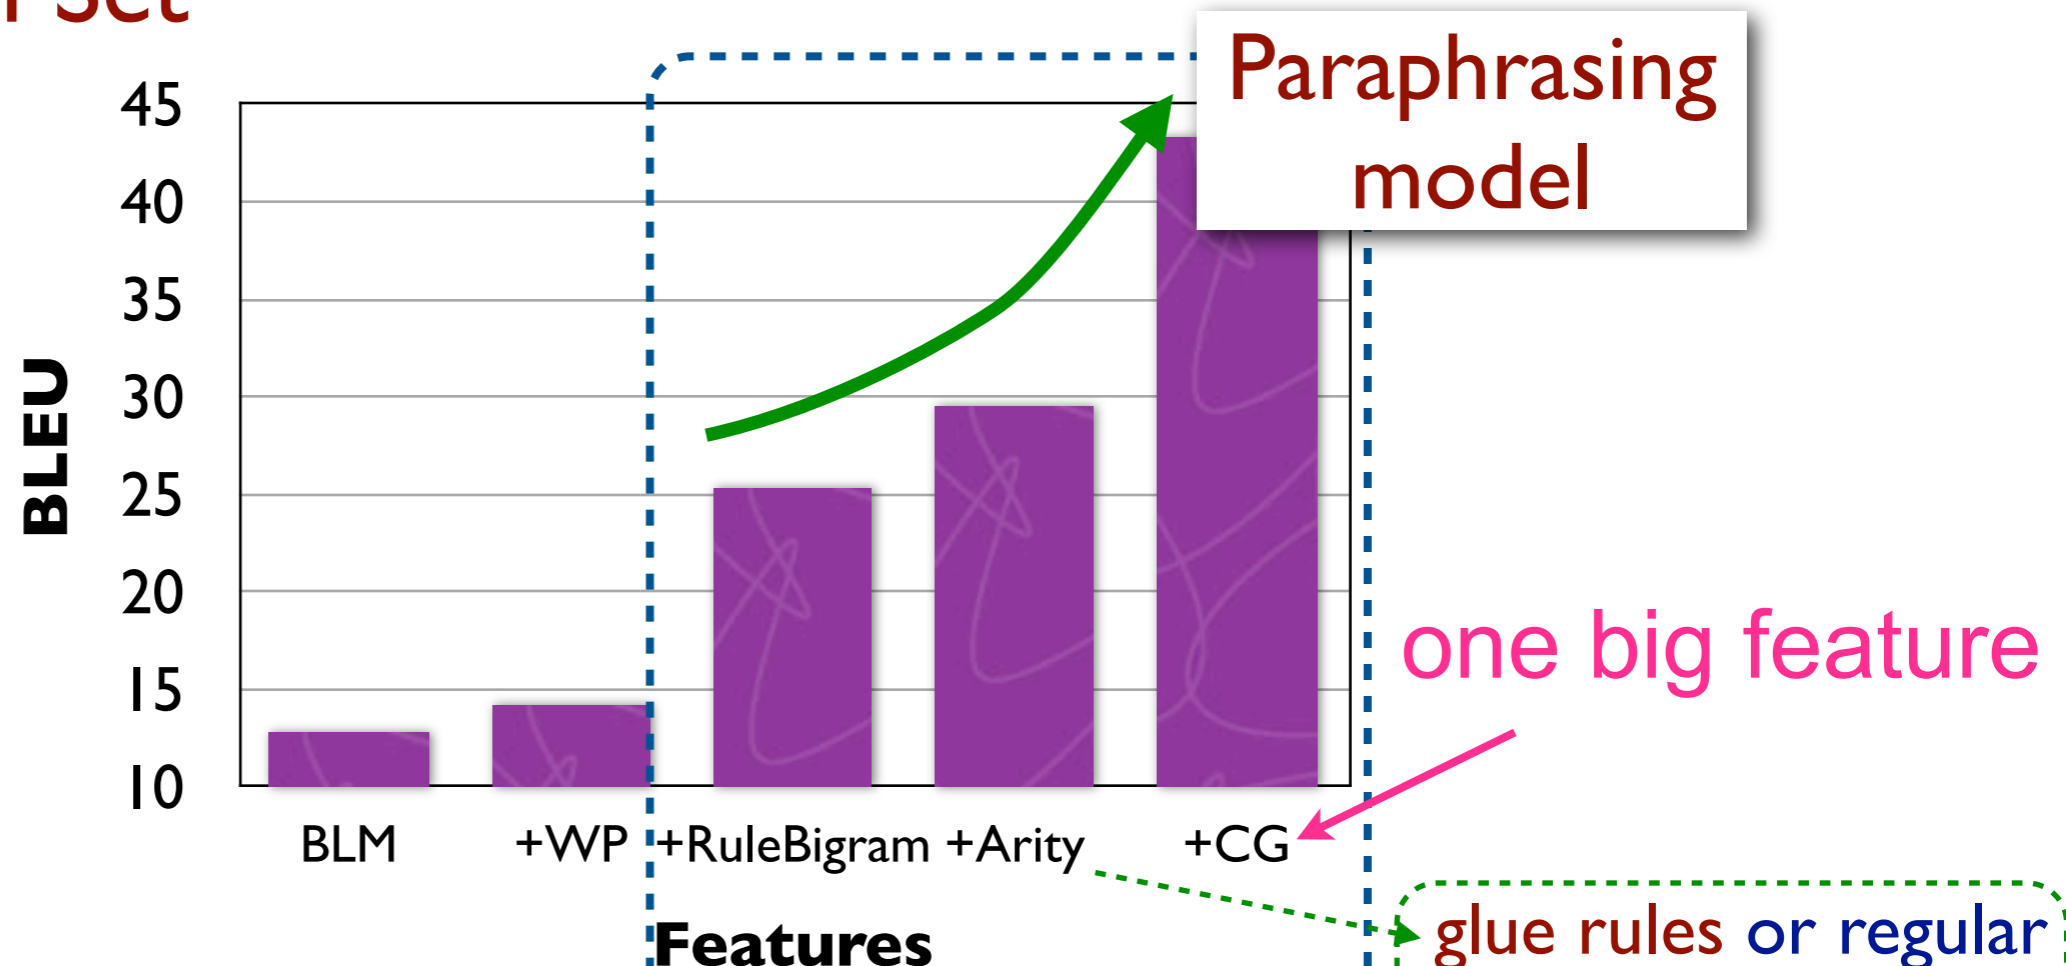 Set
Paraphrasing
model
45
40
35
30
25
20
15
10
BLEU
BLM +WP +RuleBigram +Arity +CG
Features
one big feature
glue rules or regular